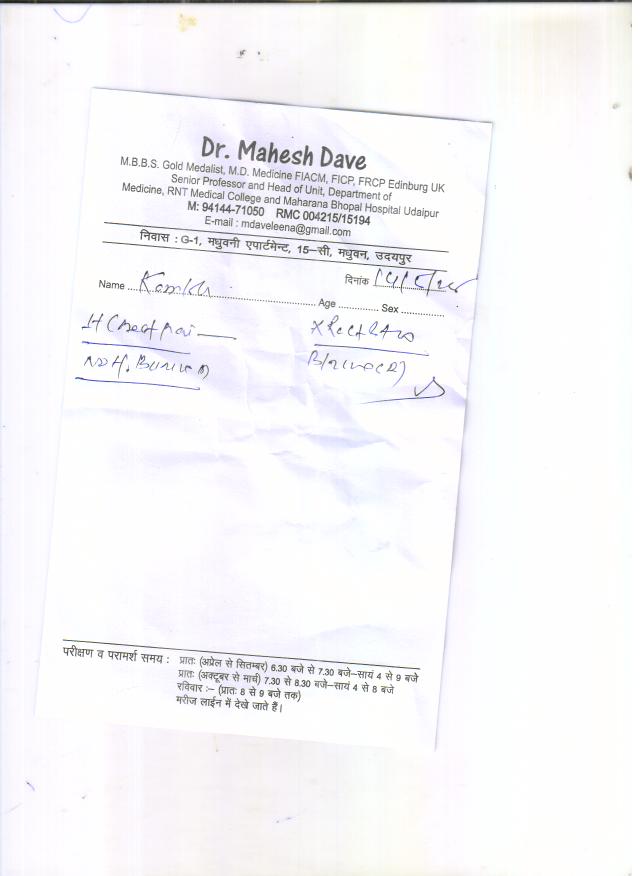 Dr. Mahesh Dave
M.B.B.S. Gold Medalist, M.D. Medicine FIACM, FICP, FRCP Edinburg UK
Senior Professor and Head of Unit, Department of
Medicine, RNT Medical College and Maharana Bhopal Hospital Udaipur
M: 94144-71050 RMC 004215/15194
E-mail : mdaveleena@gmail.com
निवास : G-1, मधुवनी एपार्टमेन्ट, 15–सी, मधुवन, उदयपुर
दिनांक
Name Age Sex
परीक्षण व परामर्श समय : प्रातः (अप्रेल से सितम्बर) 6.30 बजे से 7.30 बजे–सायं 4 से 9 बजे
प्रातः (अक्टूबर से मार्च) 7.30 से 8.30 बजे–सायं 4 से 8 बजे
रविवार :– (प्रातः 8 से 9 बजे तक)
मरीज लाईन में देखे जाते हैं।